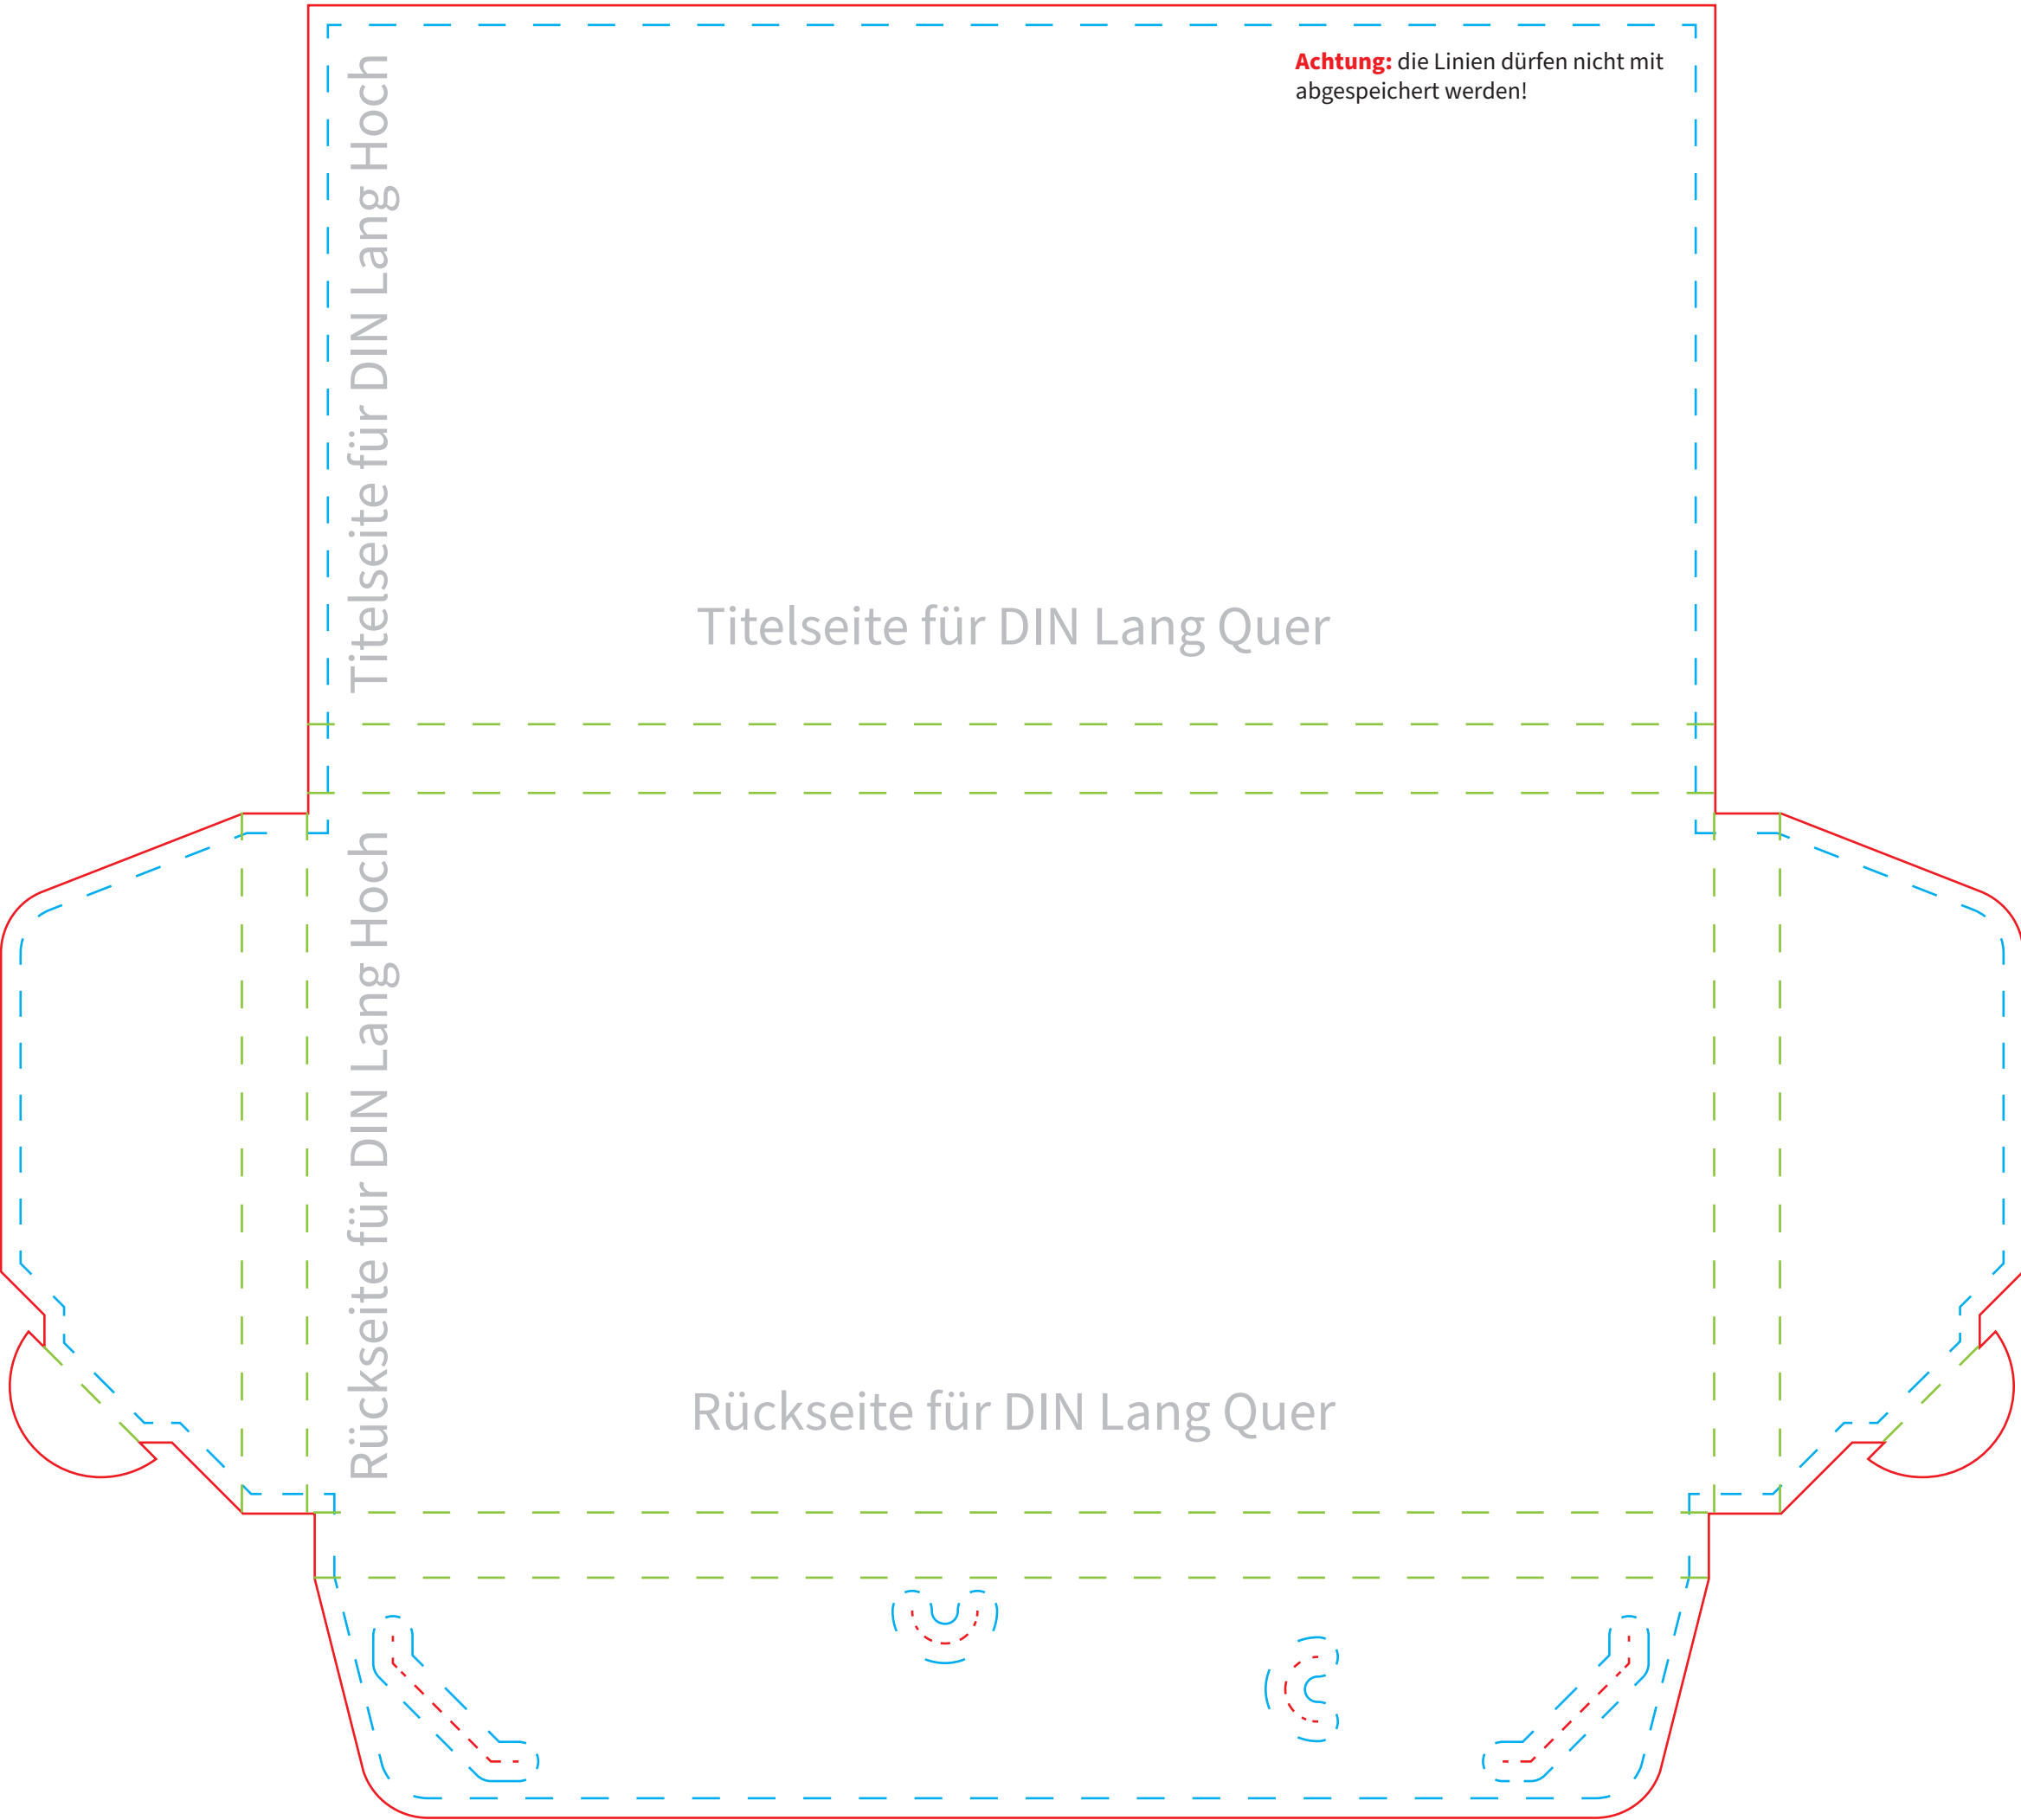 Achtung: die Linien dürfen nicht mit
abgespeichert werden!
Titelseite für DIN Lang Hoch
Titelseite für DIN Lang Quer
Rückseite für DIN Lang Hoch
Rückseite für DIN Lang Quer